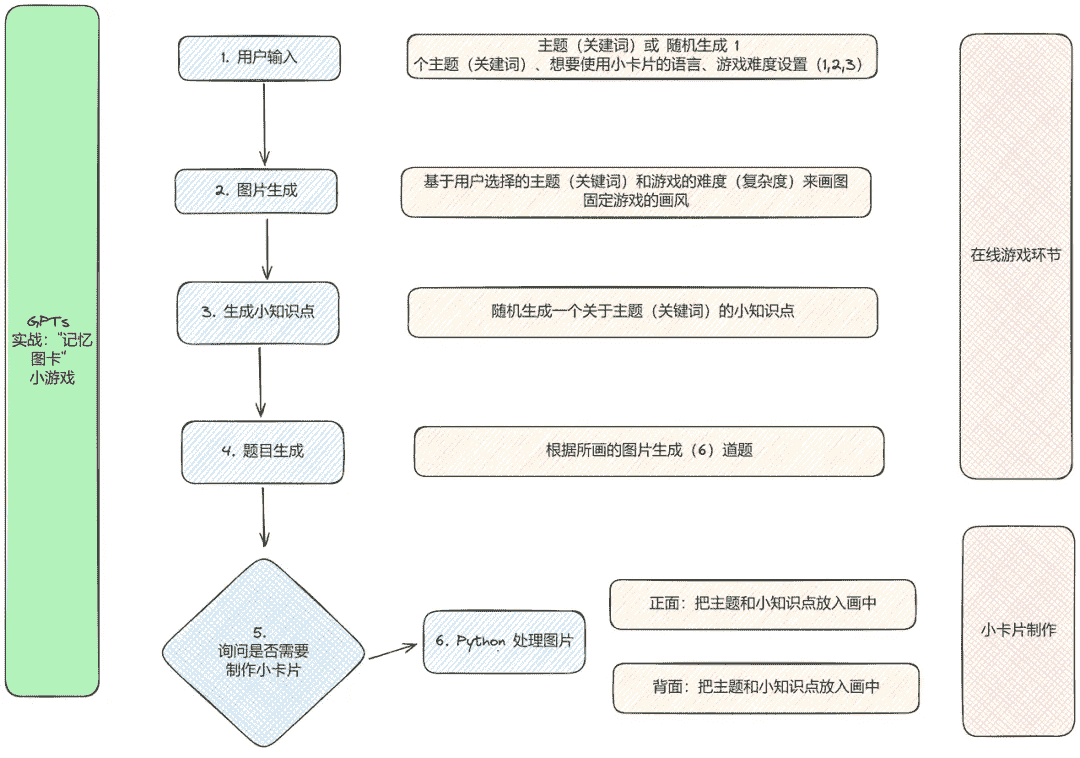 GPTs
实战：“记忆
图卡”
小游戏
1. 用户输入
主题（关建词）或 随机生成 1
个主题（关建词）、想要使用小卡片的语言、游戏难度设置（1,2,3）
2. 图片生成
基于用户选择的主题（关键词）和游戏的难度（复杂度）来画图
固定游戏的画风
3. 生成小知识点
随机生成一个关于主题（关键词）的小知识点
4. 题目生成
根据所画的图片生成（6）道题
在线游戏环节
5.
询问是否需要
制作小卡片
6. Python 处理图片
正面：把主题和小知识点放入画中
背面：把主题和小知识点放入画中
小卡片制作